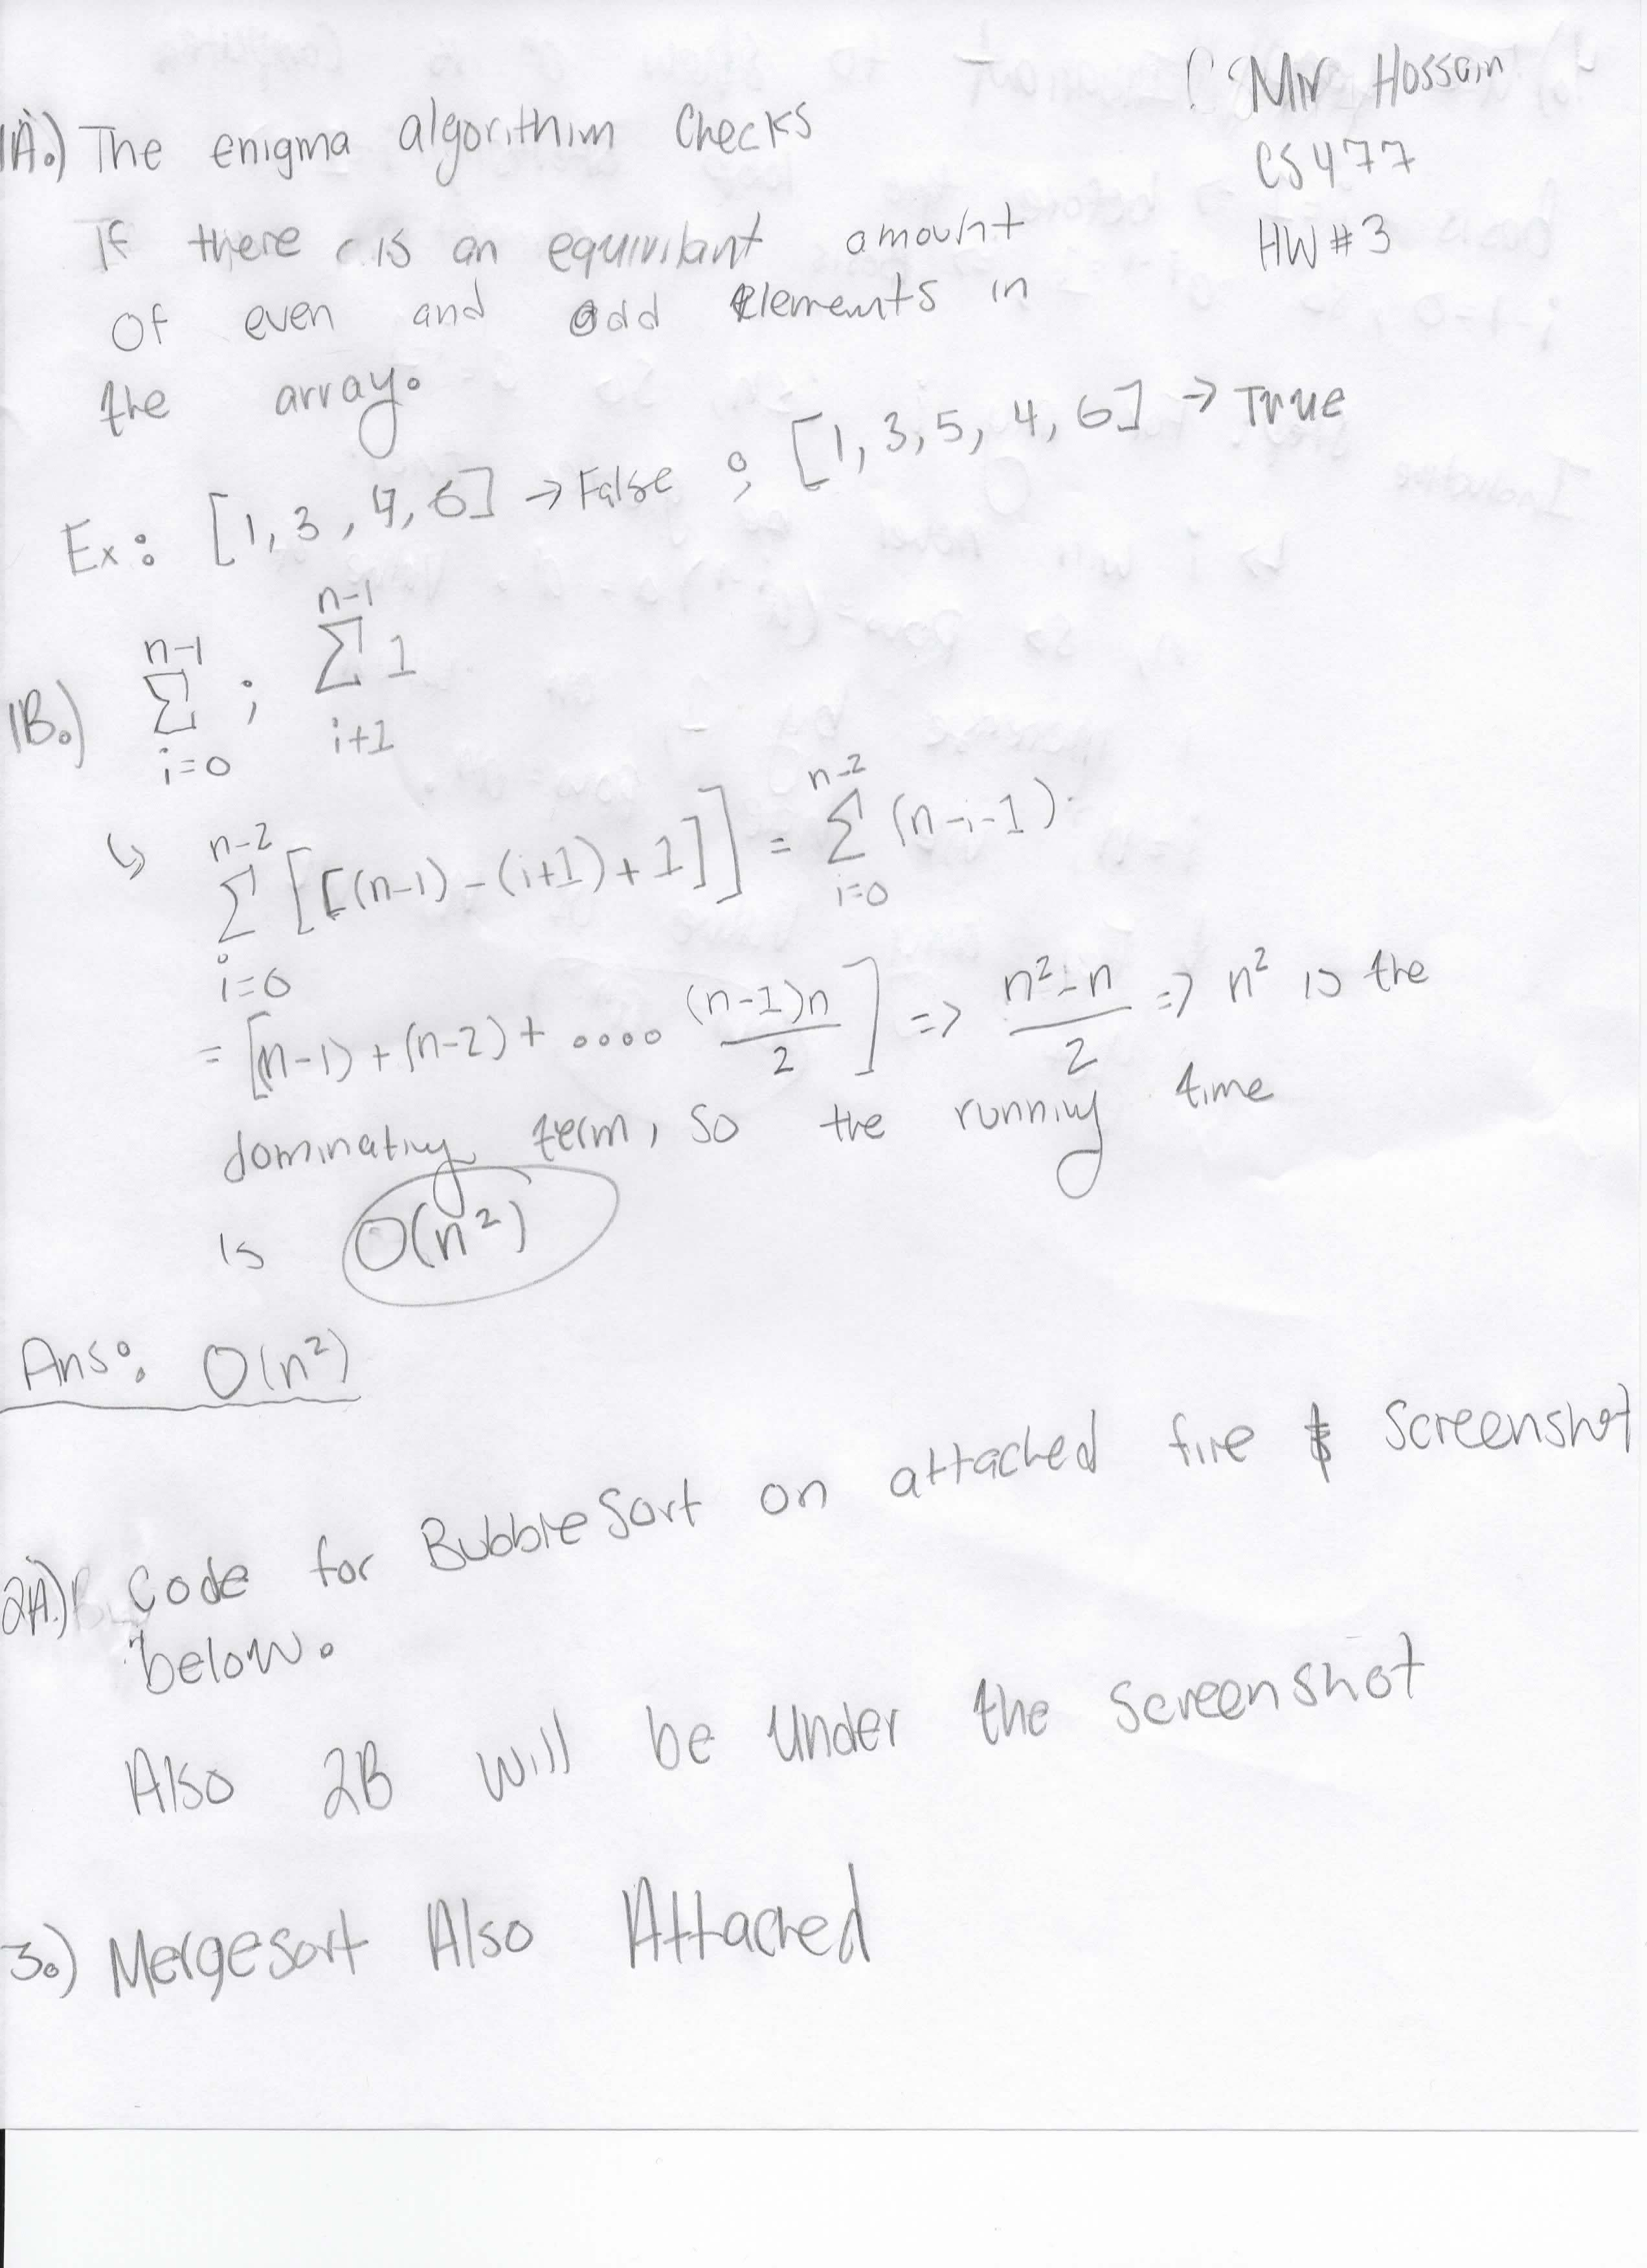 Mir Hossain
CS 477
HW # 3
1A.) The enigma algorithim Checks
If there is an equivilant amount
of even and odd Elements in
the array.
Ex: [1, 3, 4, 6] → False ; [1, 3, 5, 4, 6] → True
1B.) n-1 Σ i=0 ; n-1 Σ 1 i+1
↳ n-2 Σ i=0 [[(n-1) - (i+1) + 1]] = n-2 Σ i=0 (n-i-1)
= [(n-1) + (n-2) + .... (n-1)n / 2] => n² - n / 2 => n² is the
dominating term, so the running time
is O(n²)
Ans: O(n²)
2A.) Code for Bubble Sort on attached file & Screenshot
below.
Also 2B will be under the Screenshot
3.) Mergesort Also Attached